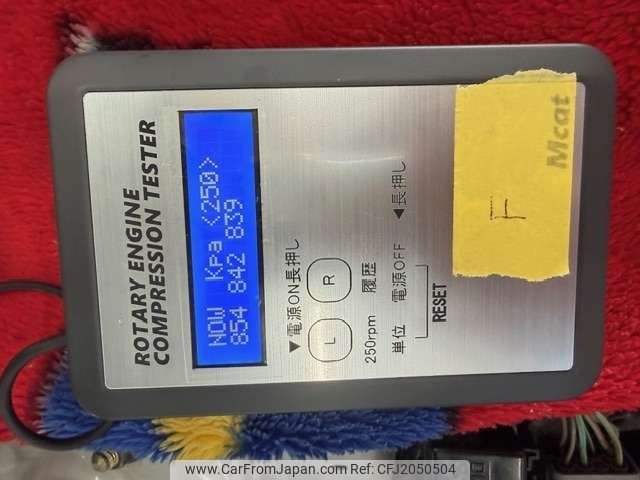 ROTARY ENGINE
COMPRESSION TESTER
NOW Kpa <250>
854 842 839
▼電源ON長押し
L R
250rpm 履歴
単位 電源OFF ◀長押し
RESET
F
Mcat
www.CarFromJapan.com | Ref: CFJ2050504